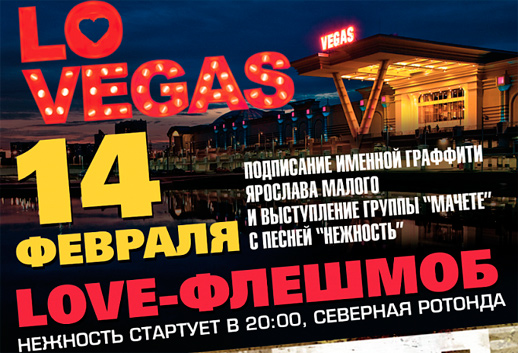 LO
VEGAS
VEGAS
14
ФЕВРАЛЯ
ПОДПИСАНИЕ ИМЕННОЙ ГРАФФИТИ
ЯРОСЛАВА МАЛОГО
И ВЫСТУПЛЕНИЕ ГРУППЫ "МАЧЕТЕ"
С ПЕСНЕЙ "НЕЖНОСТЬ"
LOVE-ФЛЕШМОБ
НЕЖНОСТЬ СТАРТУЕТ В 20:00, СЕВЕРНАЯ РОТОНДА